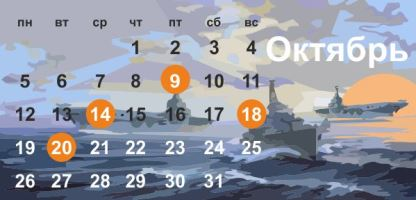 пн вт ср чт пт сб вс
Октябрь
1 2 3 4
5 6 7 8 9 10 11
12 13 14 15 16 17 18
19 20 21 22 23 24 25
26 27 28 29 30 31